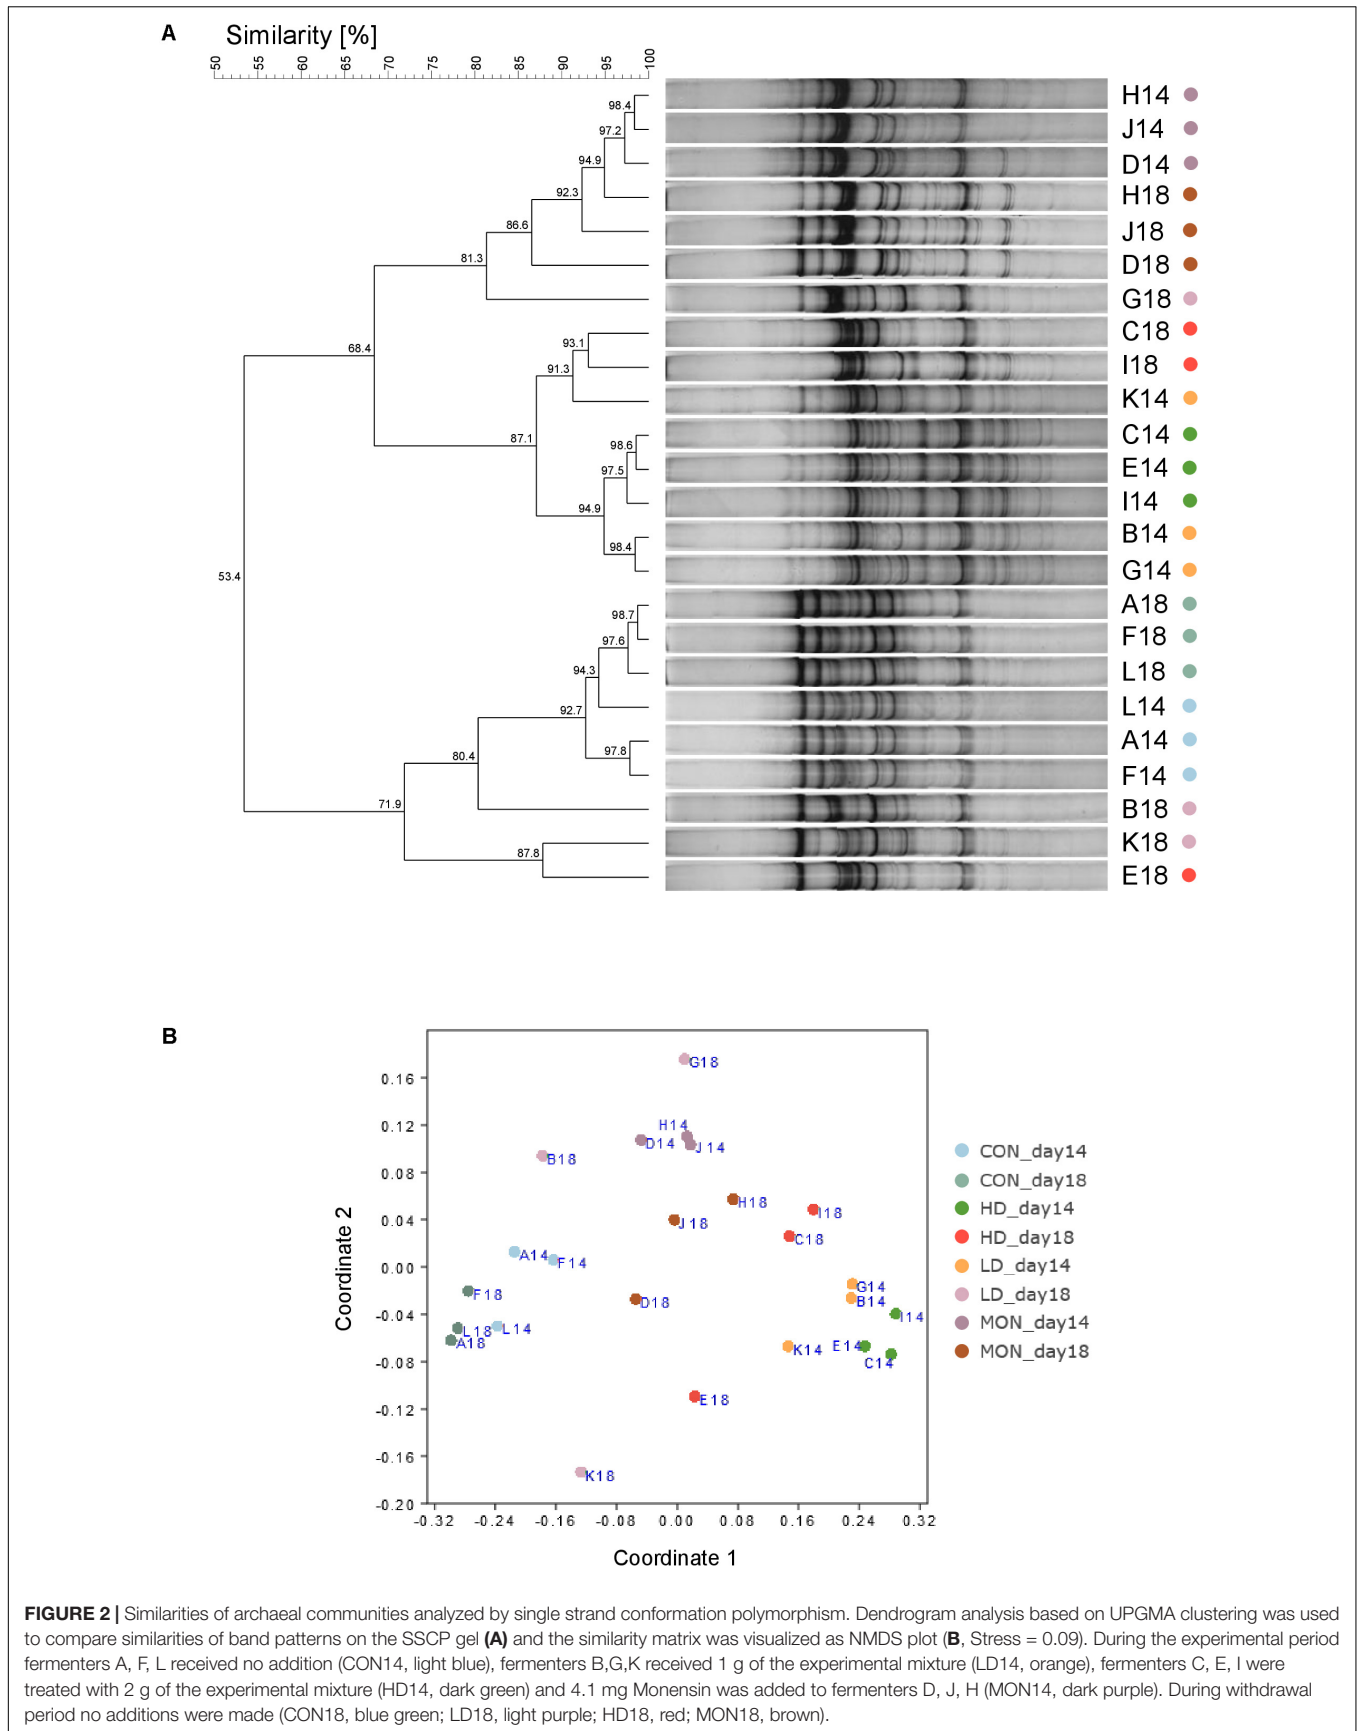 A
Similarity [%]
50 55 60 65 70 75 80 85 90 95 100
98.4 H14
97.2 J14
94.9 D14
92.3 H18
86.6 J18
81.3 D18
G18
68.4 93.1 C18
91.3 I18
K14
87.1 98.6 C14
97.5 E14
94.9 I14
98.4 B14
53.4 G14
98.7 A18
97.6 F18
94.3 L18
92.7 L14
97.8 A14
80.4 F14
71.9 B18
87.8 K18
E18
B
G18
0.16
H14
0.12
D14 J14
B18
0.08
H18
I18
0.04
J18
C18
A14
F14
0.00
G14
F18
B14
D18
-0.04
I14
L18 L14
A18
E14
K14
-0.08
C14
E18
-0.12
-0.16
K18
-0.20
-0.32 -0.24 -0.16 -0.08 0.00 0.08 0.16 0.24 0.32
Coordinate 2
Coordinate 1
CON_day14
CON_day18
HD_day14
HD_day18
LD_day14
LD_day18
MON_day14
MON_day18
FIGURE 2 | Similarities of archaeal communities analyzed by single strand conformation polymorphism. Dendrogram analysis based on UPGMA clustering was used
to compare similarities of band patterns on the SSCP gel (A) and the similarity matrix was visualized as NMDS plot (B, Stress = 0.09). During the experimental period
fermenters A, F, L received no addition (CON14, light blue), fermenters B,G,K received 1 g of the experimental mixture (LD14, orange), fermenters C, E, I were
treated with 2 g of the experimental mixture (HD14, dark green) and 4.1 mg Monensin was added to fermenters D, J, H (MON14, dark purple). During withdrawal
period no additions were made (CON18, blue green; LD18, light purple; HD18, red; MON18, brown).